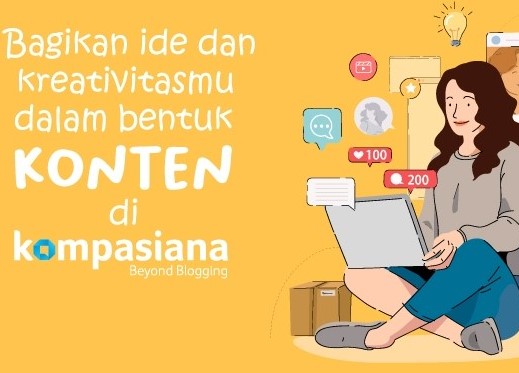 Bagikan ide dan
kreativitasmu
dalam bentuk
KONTEN
di
kompasiana
Beyond Blogging
100
200